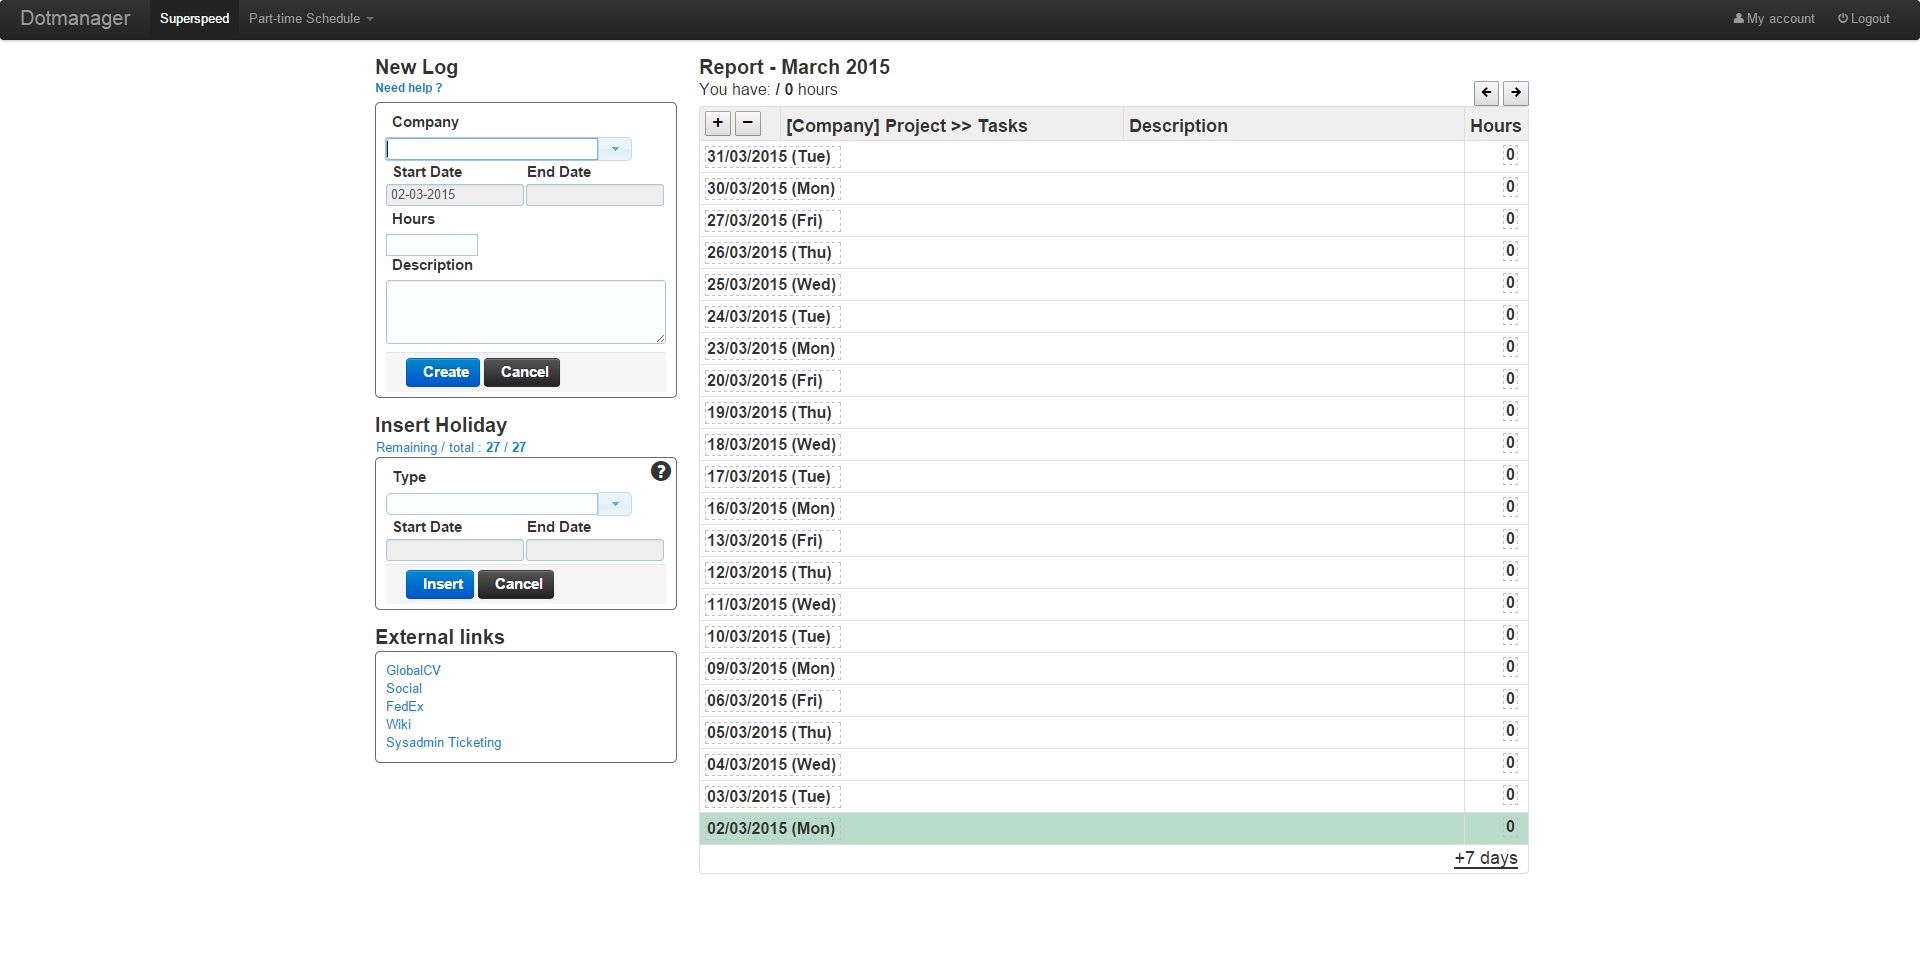 Dotmanager Superspeed Part-time Schedule My account Logout
New Log
Need help ?
Company
Start Date End Date
02-03-2015
Hours
Description
Create Cancel
Insert Holiday
Remaining / total : 27 / 27
?
Type
Start Date End Date
Insert Cancel
External links
GlobalCV
Social
FedEx
Wiki
Sysadmin Ticketing
Report - March 2015
You have: / 0 hours
+ − [Company] Project >> Tasks Description Hours
31/03/2015 (Tue) 0
30/03/2015 (Mon) 0
27/03/2015 (Fri) 0
26/03/2015 (Thu) 0
25/03/2015 (Wed) 0
24/03/2015 (Tue) 0
23/03/2015 (Mon) 0
20/03/2015 (Fri) 0
19/03/2015 (Thu) 0
18/03/2015 (Wed) 0
17/03/2015 (Tue) 0
16/03/2015 (Mon) 0
13/03/2015 (Fri) 0
12/03/2015 (Thu) 0
11/03/2015 (Wed) 0
10/03/2015 (Tue) 0
09/03/2015 (Mon) 0
06/03/2015 (Fri) 0
05/03/2015 (Thu) 0
04/03/2015 (Wed) 0
03/03/2015 (Tue) 0
02/03/2015 (Mon) 0
+7 days